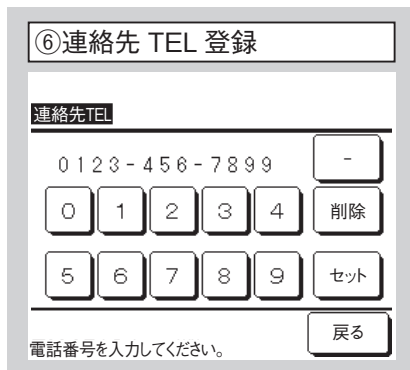 ⑥連絡先 TEL 登録
連絡先TEL
0123-456-7899
-
0 1 2 3 4 削除
5 6 7 8 9 セット
戻る
電話番号を入力してください。